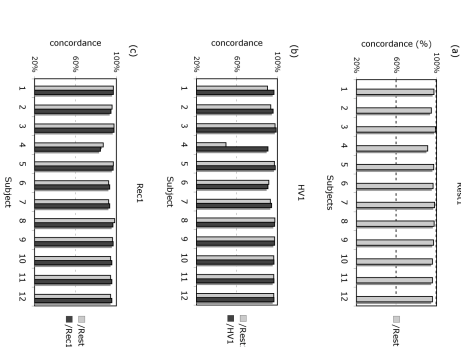 (a)
Rest1
concordance (%)
100%
60%
20%
1 2 3 4 5 6 7 8 9 10 11 12
Subjects
/Rest
(b)
HV1
concordance
100%
60%
20%
1 2 3 4 5 6 7 8 9 10 11 12
Subject
/Rest
/HV1
(c)
Rec1
concordance
100%
60%
20%
1 2 3 4 5 6 7 8 9 10 11 12
Subject
/Rest
/Rec1